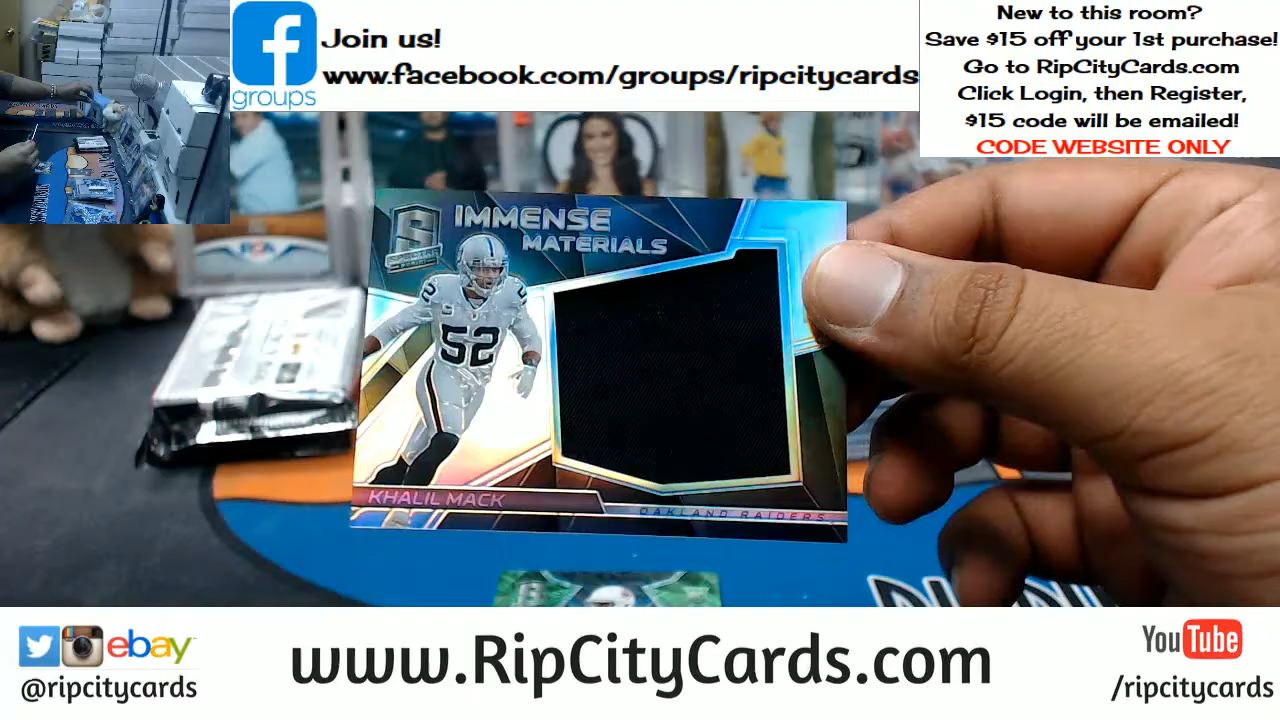 Join us!
www.facebook.com/groups/ripcitycards
groups
New to this room?
Save $15 off your 1st purchase!
Go to RipCityCards.com
Click Login, then Register,
$15 code will be emailed!
CODE WEBSITE ONLY
IMMENSE
MATERIALS
S
52
KHALIL MACK
OAKLAND RAIDERS
ebay
@ripcitycards
www.RipCityCards.com
YouTube
/ripcitycards